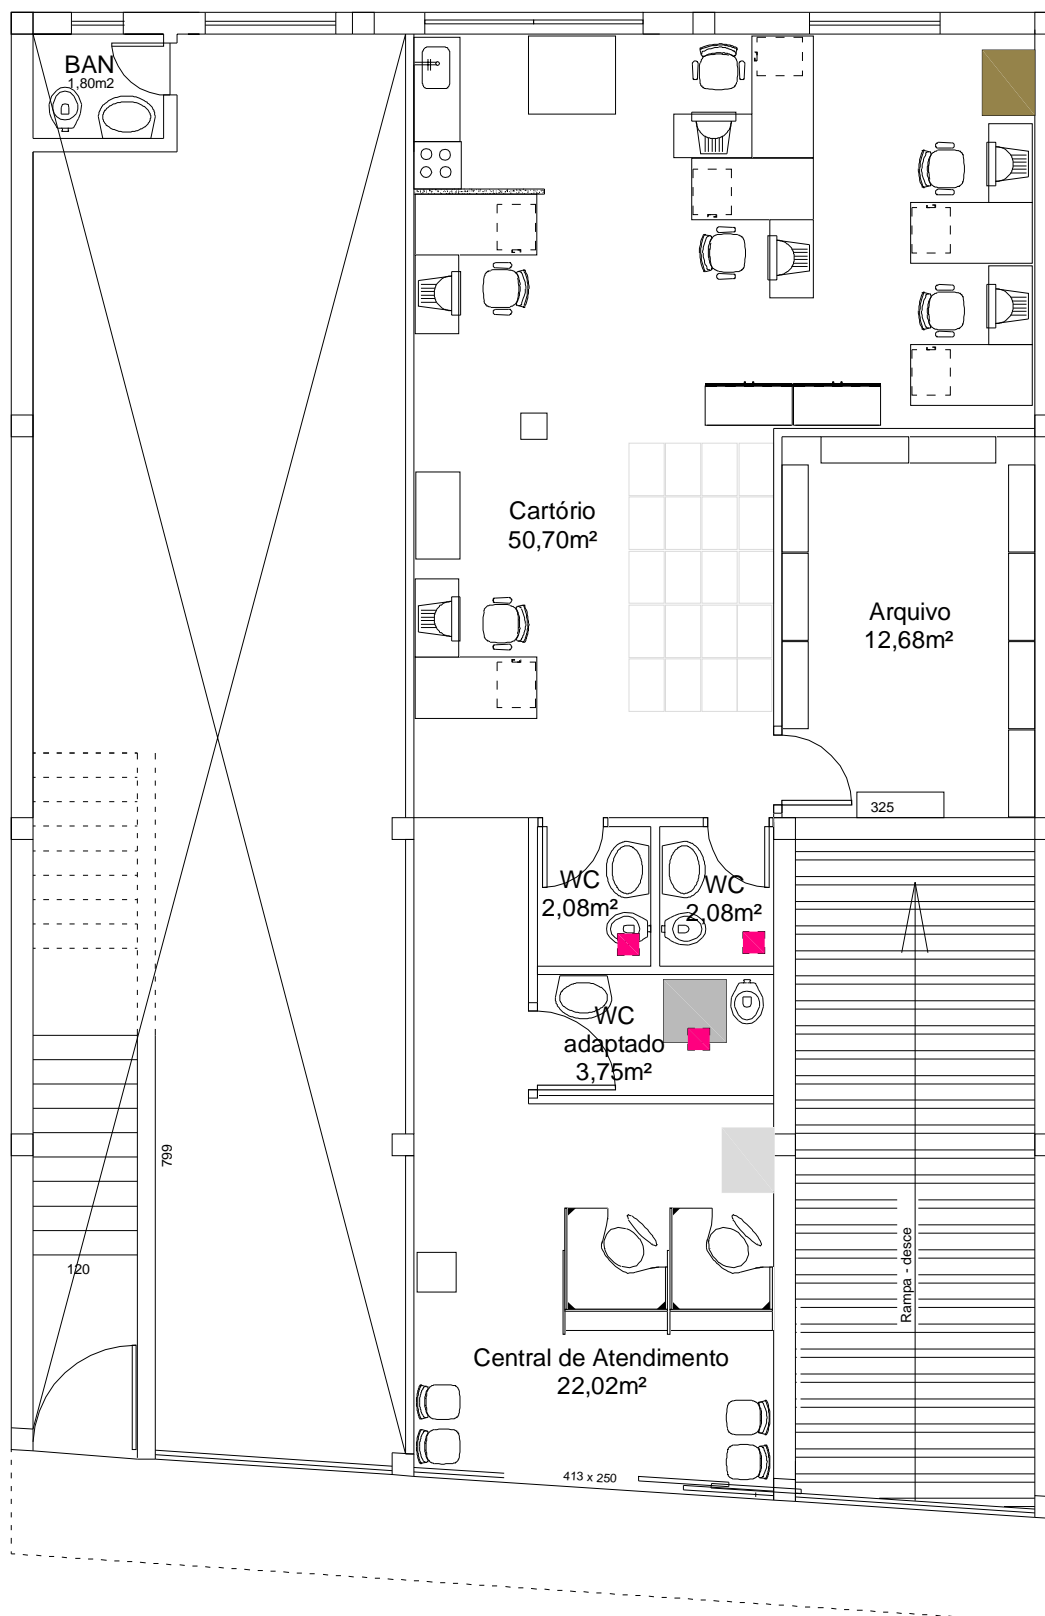 BAN
1,80m2
Cartório
50,70m²
Arquivo
12,68m²
325
WC
2,08m²
WC
2,08m²
WC
adaptado
3,75m²
799
120
Rampa - desce
Central de Atendimento
22,02m²
413 x 250